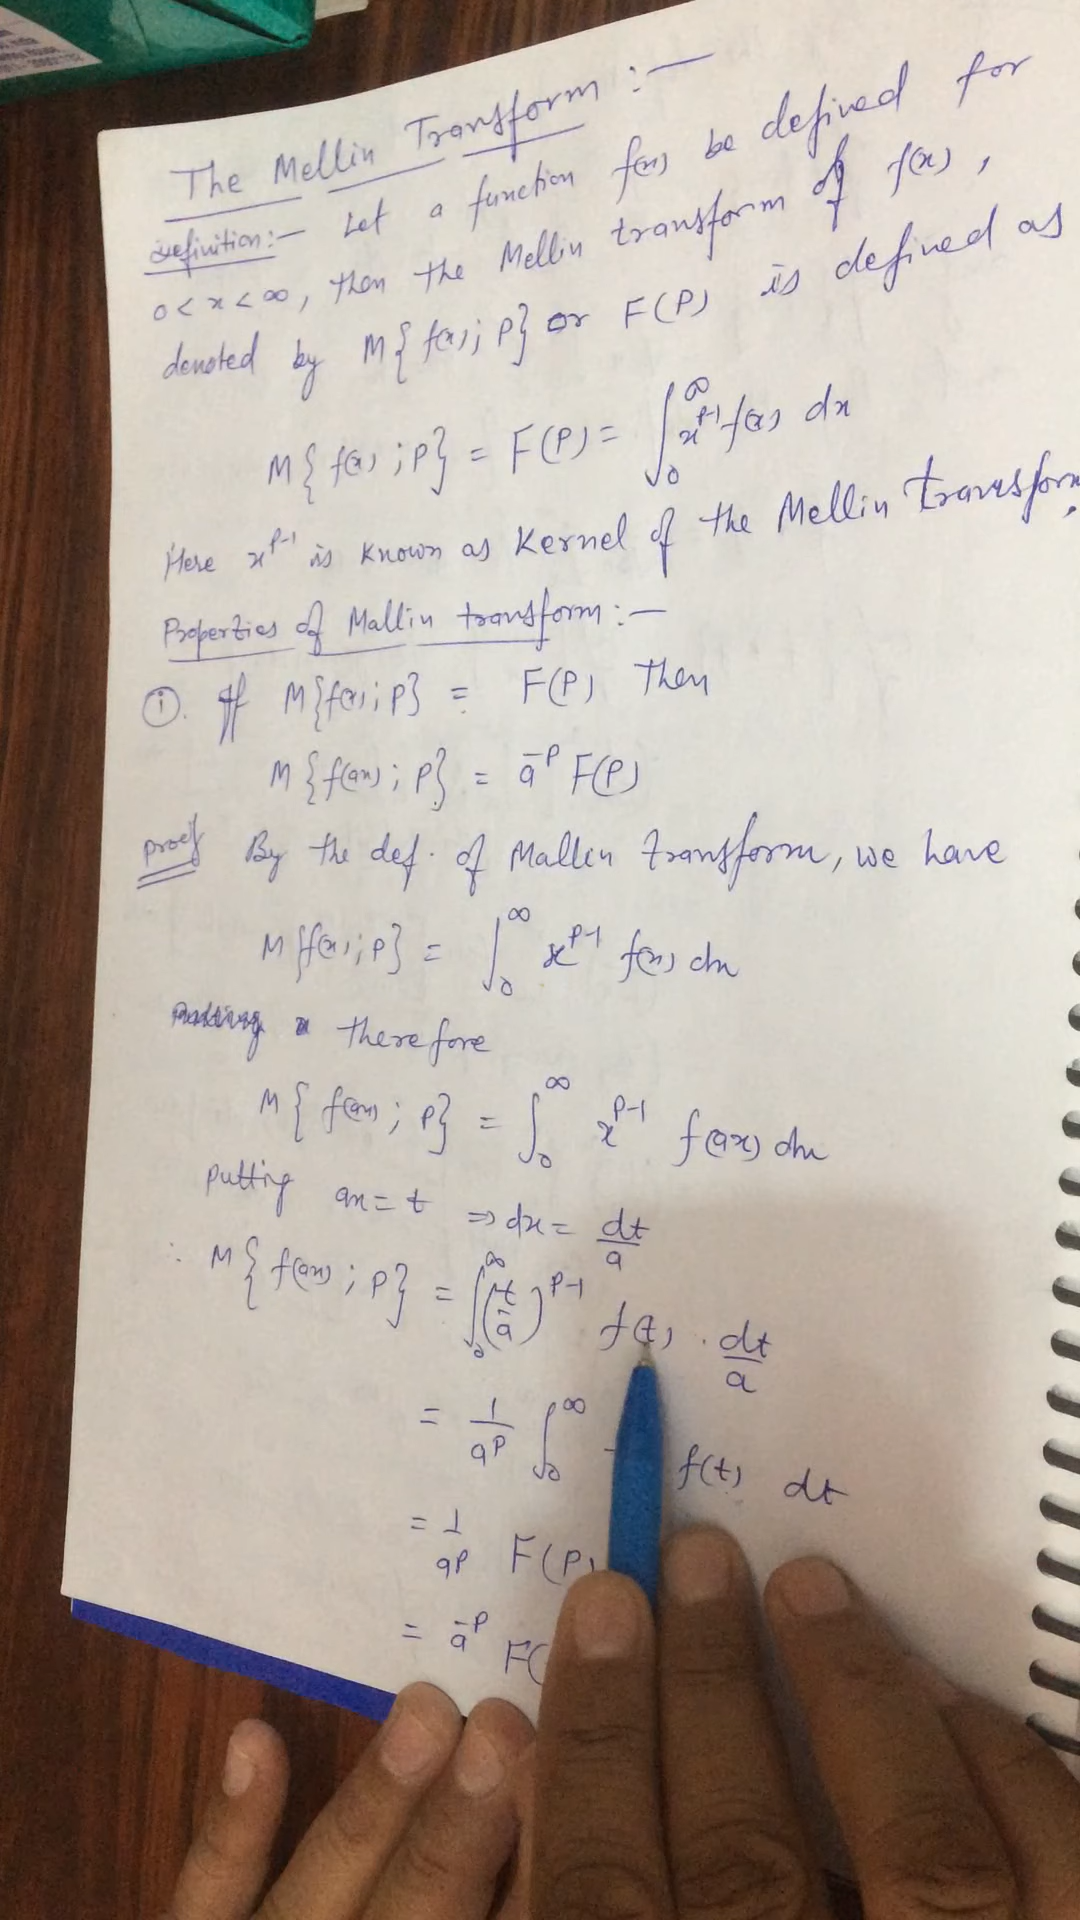 The Mellin Transform :—
Definition:— Let a function f(x) be defined for
0 < x < ∞, then the Mellin transform of f(x),
denoted by M{f(x); P} or F(P) is defined as
M{f(x); P} = F(P) = ∫₀^∞ x^{P-1} f(x) dx
Here x^{P-1} is known as Kernel of the Mellin transform,
Properties of Mallin transform :—
(i). If M{f(x); P} = F(P) Then
M{f(ax); P} = a^{-P} F(P)
proof By the def. of Mallin transform, we have
M{f(x); P} = ∫₀^∞ x^{P-1} f(x) dx
therefore
M{f(ax); P} = ∫₀^∞ x^{P-1} f(ax) dx
putting ax = t ⇒ dx = dt/a
∴ M{f(ax); P} = ∫₀^∞ (t/a)^{P-1} f(t) . dt/a
= 1/a^P ∫₀^∞ f(t) dt
= 1/a^P F(P)
= a^{-P} F(